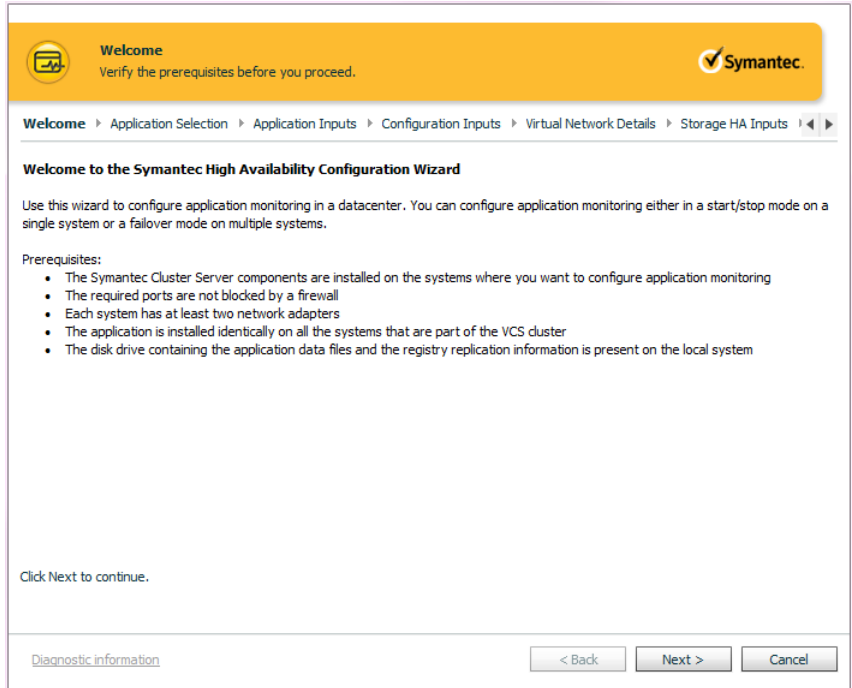 Welcome
Verify the prerequisites before you proceed.
Symantec.
Welcome Application Selection Application Inputs Configuration Inputs Virtual Network Details Storage HA Inputs
Welcome to the Symantec High Availability Configuration Wizard
Use this wizard to configure application monitoring in a datacenter. You can configure application monitoring either in a start/stop mode on a
single system or a failover mode on multiple systems.
Prerequisites:
• The Symantec Cluster Server components are installed on the systems where you want to configure application monitoring
• The required ports are not blocked by a firewall
• Each system has at least two network adapters
• The application is installed identically on all the systems that are part of the VCS cluster
• The disk drive containing the application data files and the registry replication information is present on the local system
Click Next to continue.
Diagnostic information < Back Next > Cancel